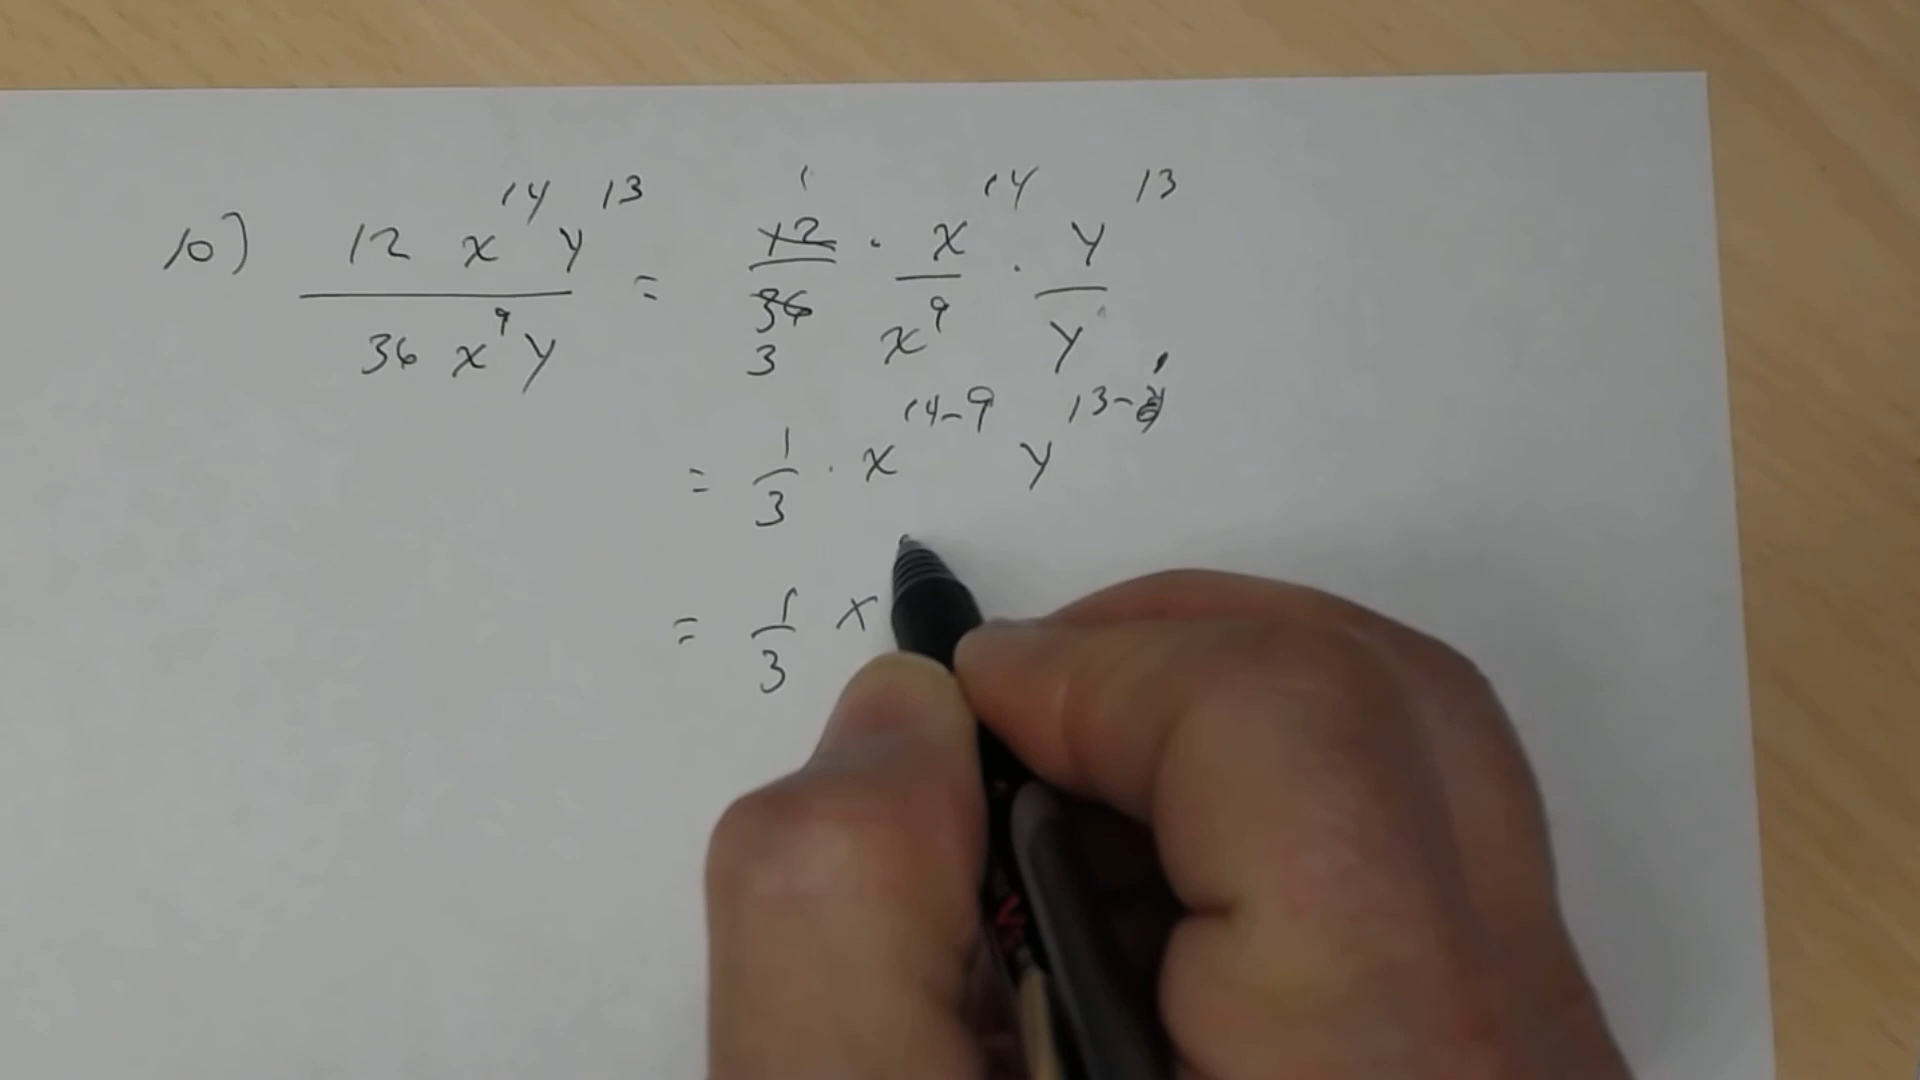 10) 12 x^14 y^13 / 36 x^9 y = 12/36 · x^14/x^9 · y^13/y
1
3
= 1/3 · x^14-9 y^13-1
= 1/3 x